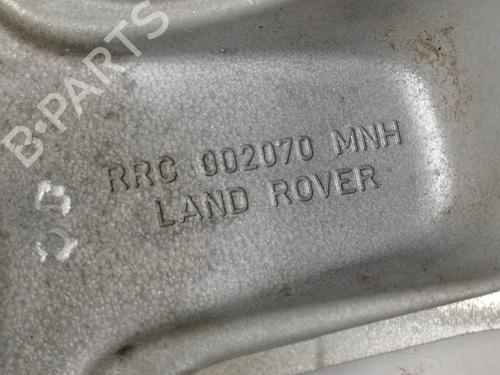 B-PARTS
RRC 002070 MNH
LAND ROVER